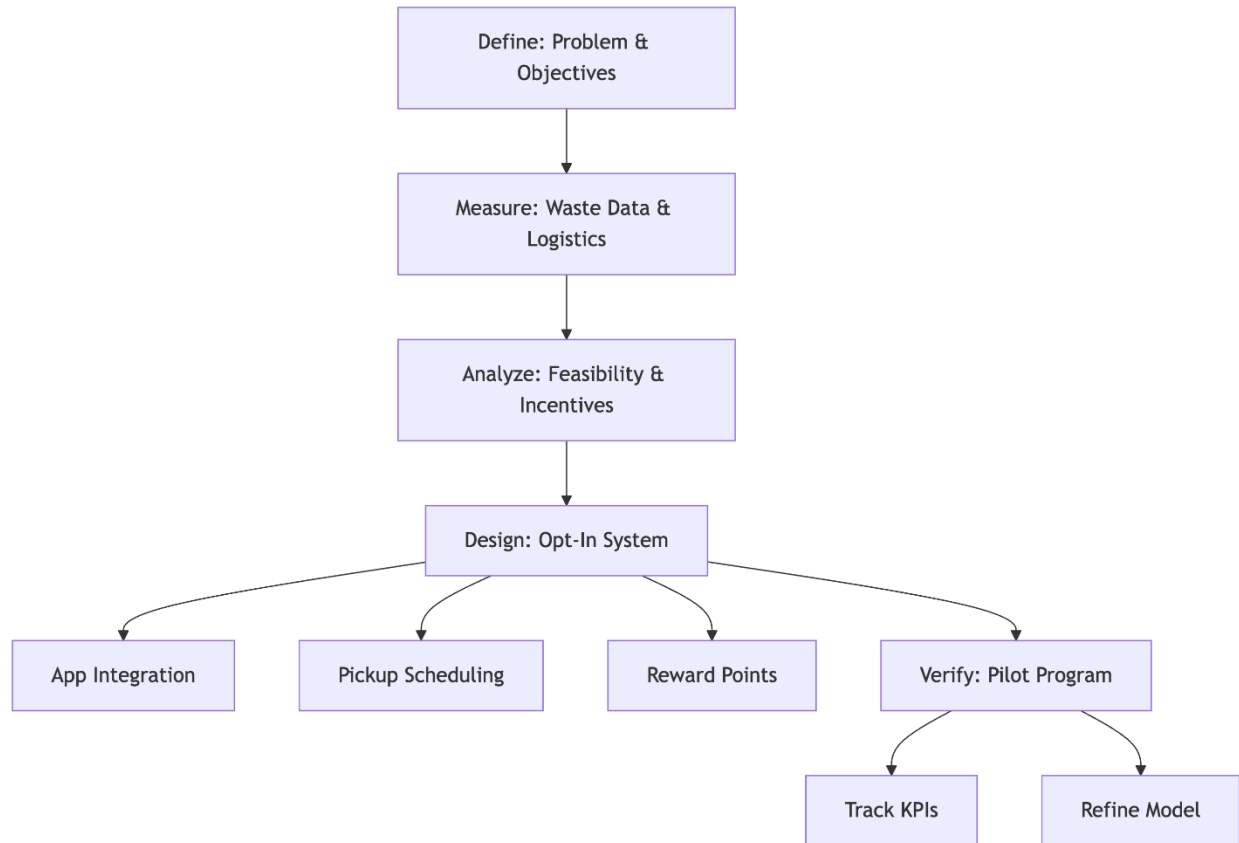 Define: Problem &
Objectives
Measure: Waste Data &
Logistics
Analyze: Feasibility &
Incentives
Design: Opt-In System
App Integration
Pickup Scheduling
Reward Points
Verify: Pilot Program
Track KPIs
Refine Model